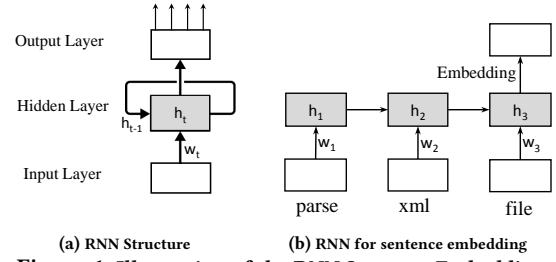 Output Layer
Hidden Layer
h_t
h_{t-1}
w_t
Input Layer
Embedding
h_1
h_2
h_3
w_1
w_2
w_3
parse xml file
(a) RNN Structure (b) RNN for sentence embedding